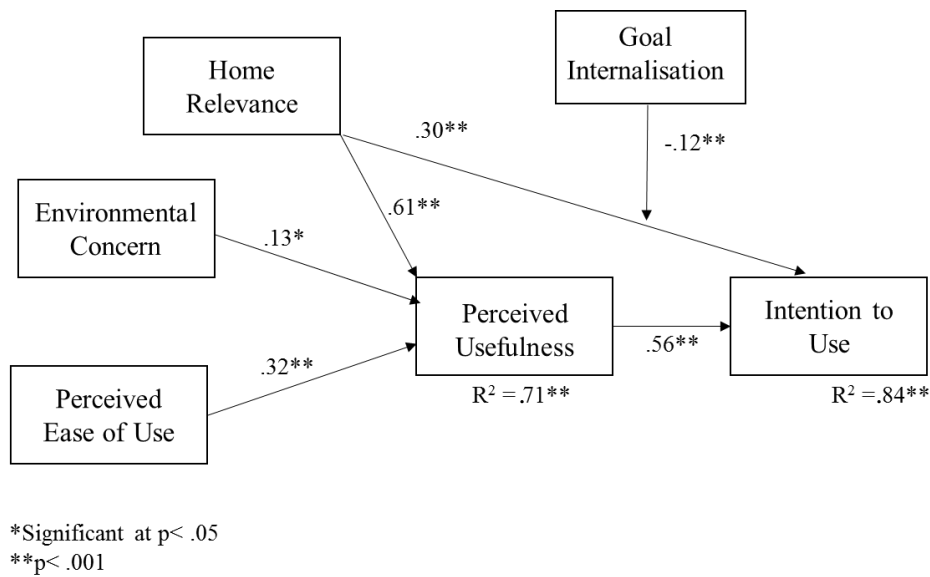 Goal
Internalisation
Home
Relevance
.30**
-.12**
Environmental
Concern
.61**
.13*
Perceived
Usefulness
Intention to
Use
.56**
.32**
R² =.71**
R² =.84**
Perceived
Ease of Use
*Significant at p< .05
**p< .001